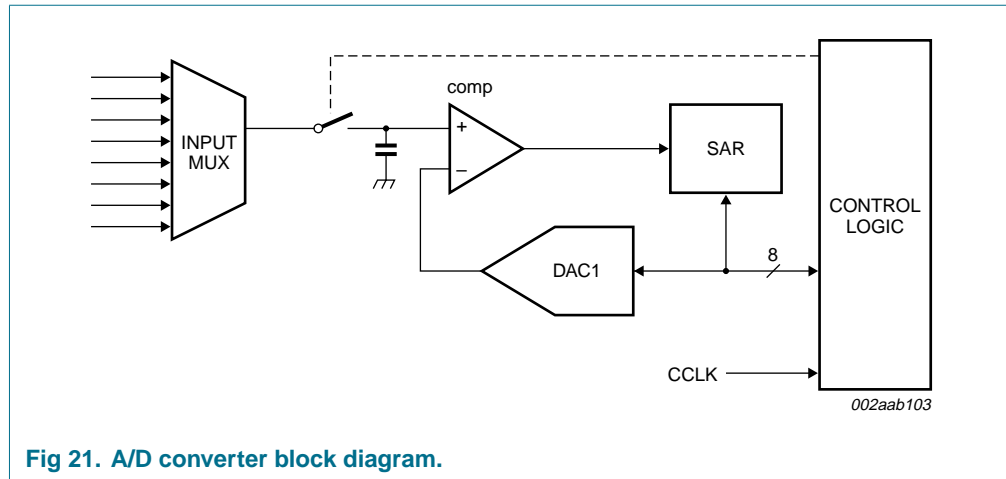 comp
INPUT
MUX
+
–
SAR
CONTROL
LOGIC
DAC1
8
CCLK
002aab103
Fig 21. A/D converter block diagram.